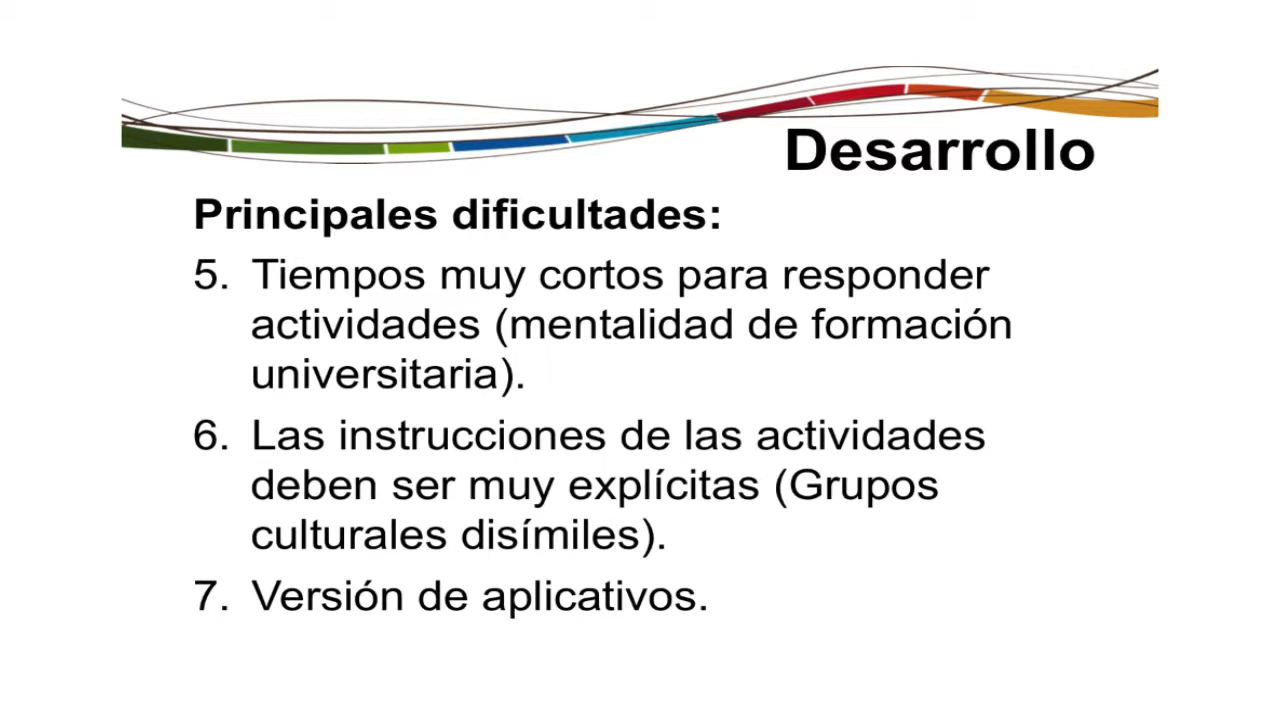 Desarrollo
Principales dificultades:
5. Tiempos muy cortos para responder
actividades (mentalidad de formación
universitaria).
6. Las instrucciones de las actividades
deben ser muy explícitas (Grupos
culturales disímiles).
7. Versión de aplicativos.